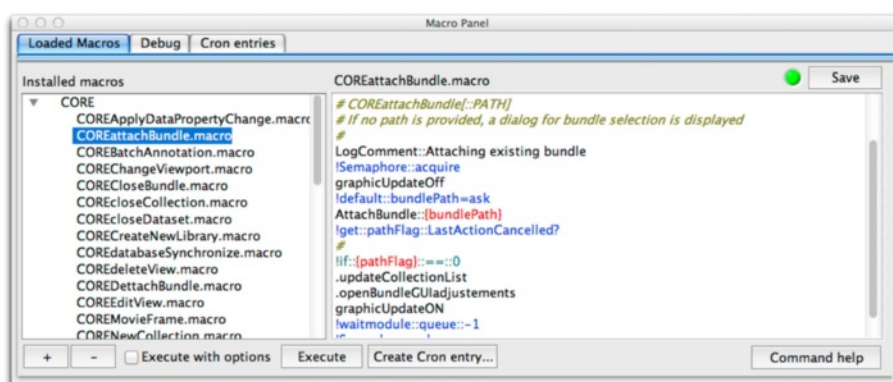 Macro Panel
Loaded Macros Debug Cron entries
Installed macros
CORE
COREApplyDataPropertyChange.macro
COREattachBundle.macro
COREBatchAnnotation.macro
COREChangeViewport.macro
CORECloseBundle.macro
COREcloseCollection.macro
COREcloseDataset.macro
CORECreateNewLibrary.macro
COREdatabaseSynchronize.macro
COREdeleteView.macro
COREDettachBundle.macro
COREEditView.macro
COREMovieFrame.macro
CORENewCollection.macro
COREattachBundle.macro
Save
# COREattachBundle[::PATH]
# If no path is provided, a dialog for bundle selection is displayed
#
LogComment::Attaching existing bundle
!Semaphore::acquire
graphicUpdateOff
!default::bundlePath=ask
AttachBundle::{bundlePath}
!get::pathFlag::LastActionCancelled?
#
!if::{pathFlag}::==::0
.updateCollectionList
.openBundleGUIadjustements
graphicUpdateON
!waitmodule::queue::-1
+ - Execute with options Execute Create Cron entry... Command help